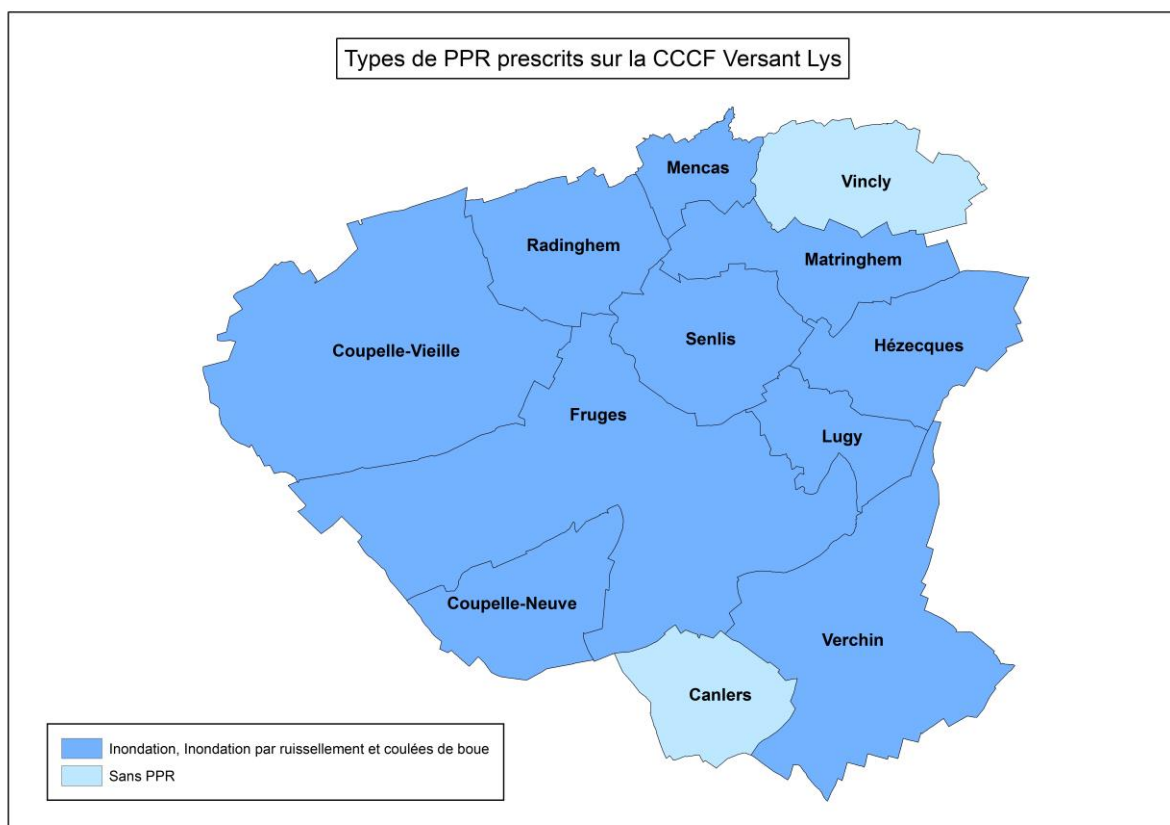 Types de PPR prescrits sur la CCCF Versant Lys
Mencas
Vincly
Radinghem
Matringhem
Senlis
Hézecques
Coupelle-Vieille
Fruges
Lugy
Coupelle-Neuve
Verchin
Canlers
Inondation, Inondation par ruissellement et coulées de boue
Sans PPR